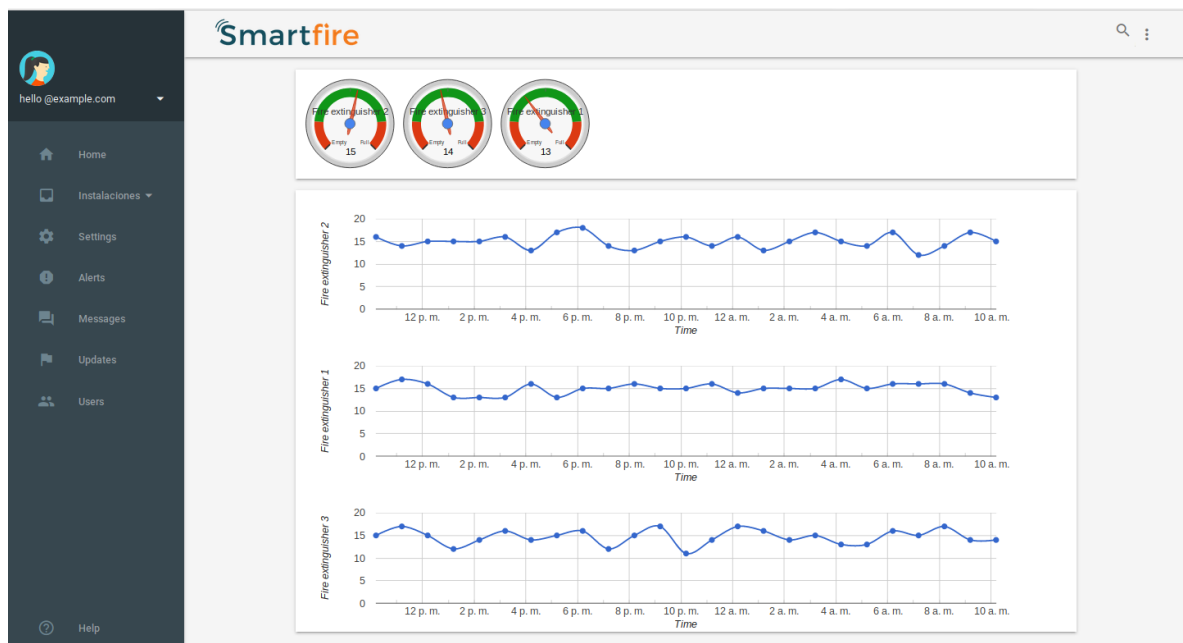 Smartfire
hello @example.com
Home
Instalaciones
Settings
Alerts
Messages
Updates
Users
Help
Fire extinguisher 2
Empty Full
15
Fire extinguisher 3
Empty Full
14
Fire extinguisher 1
Empty Full
13
Fire extinguisher 2
20
15
10
5
0
12 p. m. 2 p. m. 4 p. m. 6 p. m. 8 p. m. 10 p. m. 12 a. m. 2 a. m. 4 a. m. 6 a. m. 8 a. m. 10 a. m.
Time
Fire extinguisher 1
20
15
10
5
0
12 p. m. 2 p. m. 4 p. m. 6 p. m. 8 p. m. 10 p. m. 12 a. m. 2 a. m. 4 a. m. 6 a. m. 8 a. m. 10 a. m.
Time
Fire extinguisher 3
20
15
10
5
0
12 p. m. 2 p. m. 4 p. m. 6 p. m. 8 p. m. 10 p. m. 12 a. m. 2 a. m. 4 a. m. 6 a. m. 8 a. m. 10 a. m.
Time